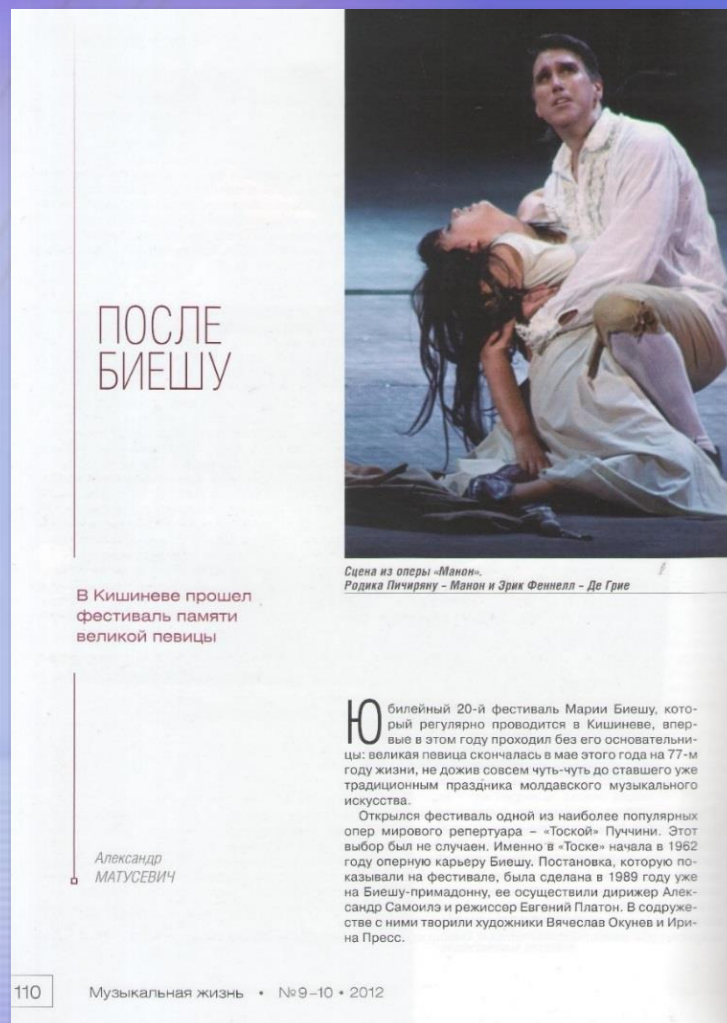 ПОСЛЕ
БИЕШУ
Сцена из оперы «Манон».
Родика Пичиряну – Манон и Эрик Феннелл – Де Грие
В Кишиневе прошел
фестиваль памяти
великой певицы
Юбилейный 20-й фестиваль Марии Биешу, кото-
рый регулярно проводится в Кишиневе, впер-
вые в этом году проходил без его основательни-
цы: великая певица скончалась в мае этого года на 77-м
году жизни, не дожив совсем чуть-чуть до ставшего уже
традиционным праздника молдавского музыкального
искусства.
Открылся фестиваль одной из наиболее популярных
опер мирового репертуара – «Тоской» Пуччини. Этот
выбор был не случаен. Именно в «Тоске» начала в 1962
году оперную карьеру Биешу. Постановка, которую по-
казывали на фестивале, была сделана в 1989 году уже
на Биешу-примадонну, ее осуществили дирижер Алек-
сандр Самоилэ и режиссер Евгений Платон. В содруже-
стве с ними творили художники Вячеслав Окунев и Ири-
на Пресс.
Александр
МАТУСЕВИЧ
110 Музыкальная жизнь • №9–10 • 2012